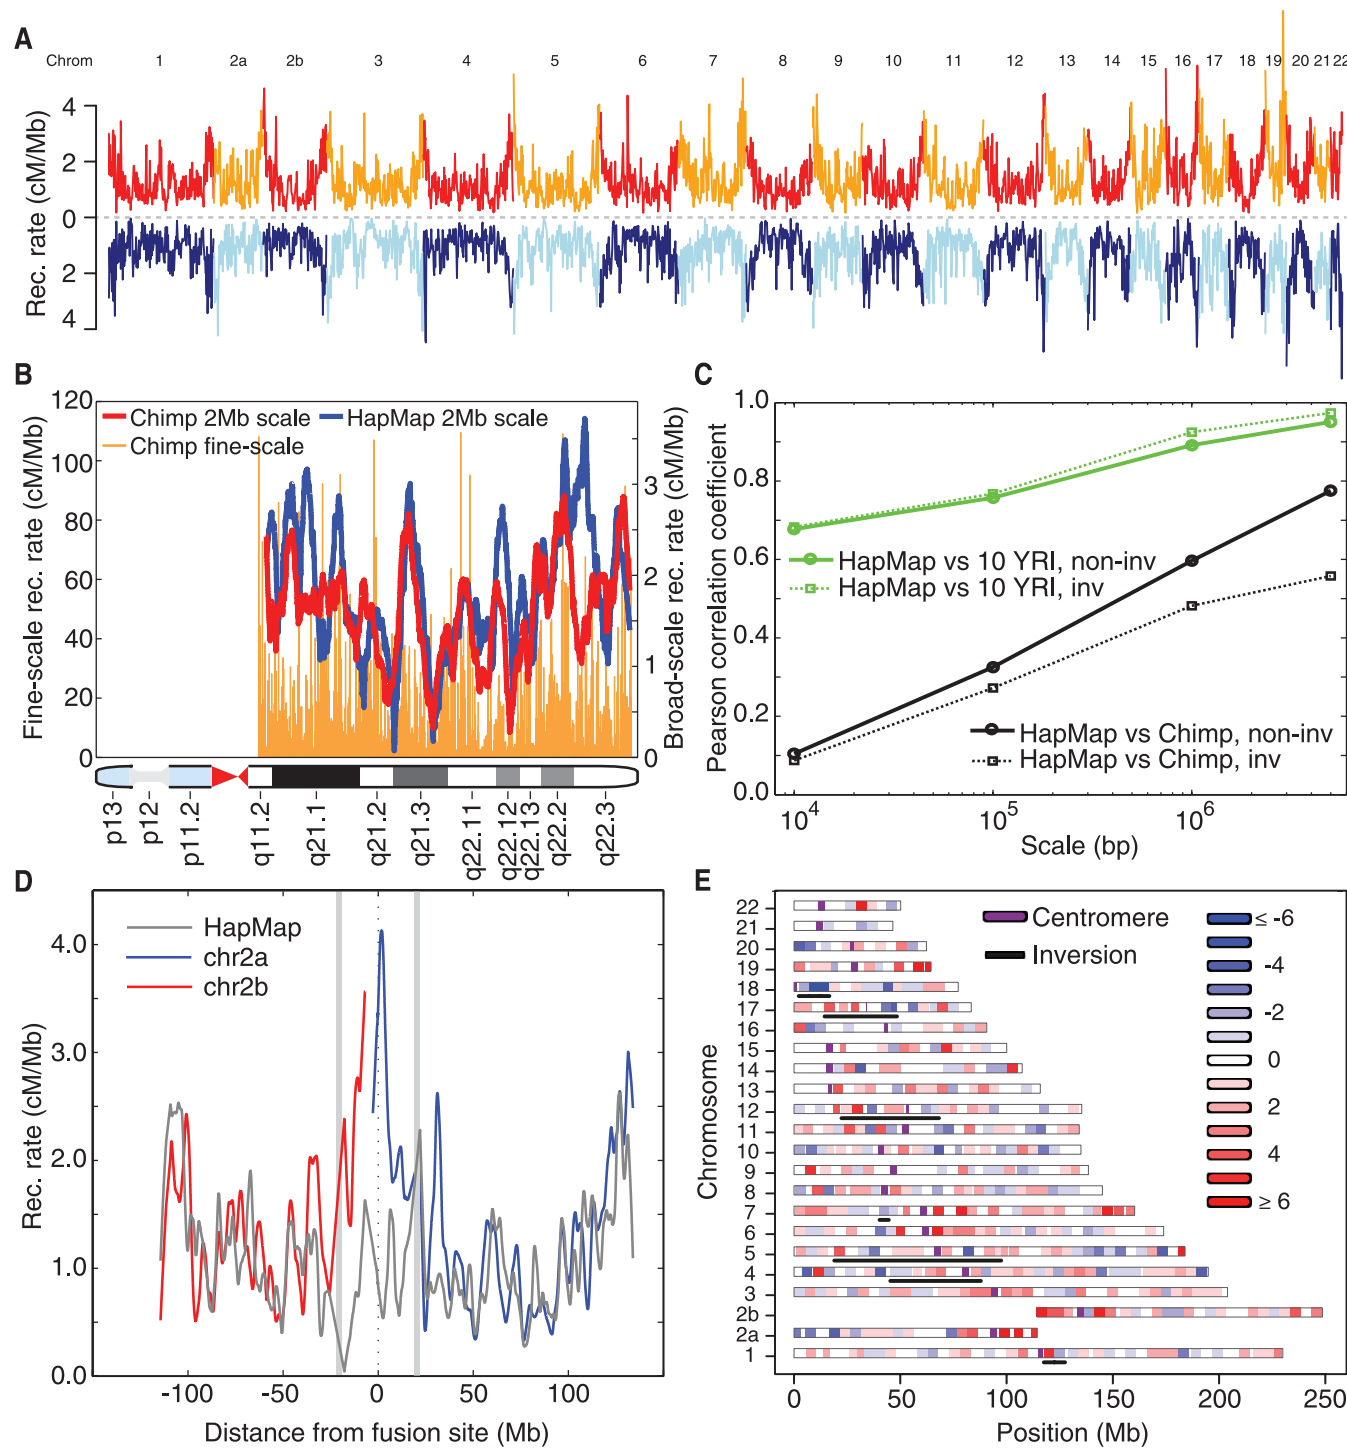 A
Chrom 1 2a 2b 3 4 5 6 7 8 9 10 11 12 13 14 15 16 17 18 19 20 21 22
Rec. rate (cM/Mb)
4
2
0
Rec. rate (cM/Mb)
2
4
B
Chimp 2Mb scale
HapMap 2Mb scale
Chimp fine-scale
Fine-scale rec. rate (cM/Mb)
120
100
80
60
40
20
0
Broad-scale rec. rate (cM/Mb)
3
2
1
0
p13
p12
p11.2
q11.2
q21.1
q21.2
q21.3
q22.11
q22.12
q22.13
q22.2
q22.3
C
Pearson correlation coefficient
1.0
0.8
0.6
0.4
0.2
0.0
HapMap vs 10 YRI, non-inv
HapMap vs 10 YRI, inv
HapMap vs Chimp, non-inv
HapMap vs Chimp, inv
10⁴ 10⁵ 10⁶
Scale (bp)
D
HapMap
chr2a
chr2b
Rec. rate (cM/Mb)
4.0
3.0
2.0
1.0
0.0
-100 -50 0 50 100
Distance from fusion site (Mb)
E
Centromere
Inversion
≤ -6
-4
-2
0
2
4
≥ 6
Chromosome
22
21
20
19
18
17
16
15
14
13
12
11
10
9
8
7
6
5
4
3
2b
2a
1
0 50 100 150 200 250
Position (Mb)